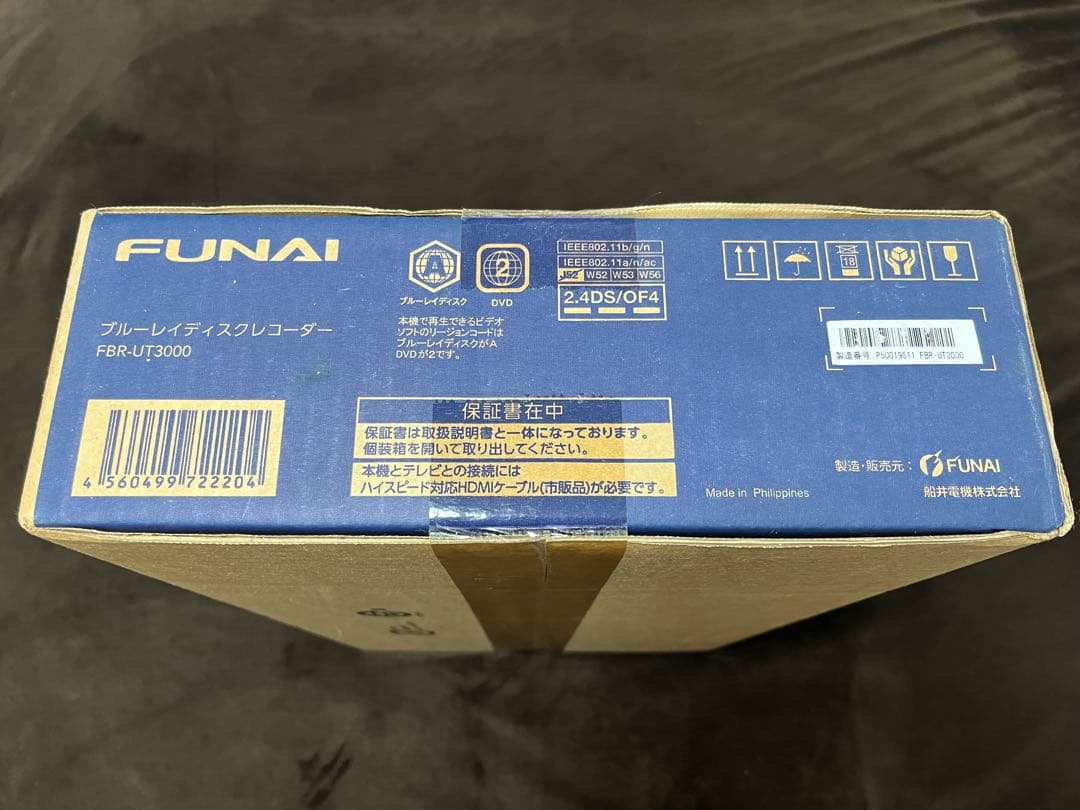 FUNAI
ブルーレイディスクレコーダー
FBR-UT3000
4 560499 722204
A
ブルーレイディスク
2
DVD
本機で再生できるビデオ
ソフトのリージョンコードは
ブルーレイディスクがA
DVDが2です。
IEEE802.11b/g/n
IEEE802.11a/n/ac
J52 W52 W53 W56
2.4DS/OF4
保証書在中
保証書は取扱説明書と一体になっております。
個装箱を開いて取り出してください。
本機とテレビとの接続には
ハイスピード対応HDMIケーブル(市販品)が必要です。
18
製造番号 P50019511 FBR-UT3000
Made in Philippines
製造・販売元: FUNAI
船井電機株式会社